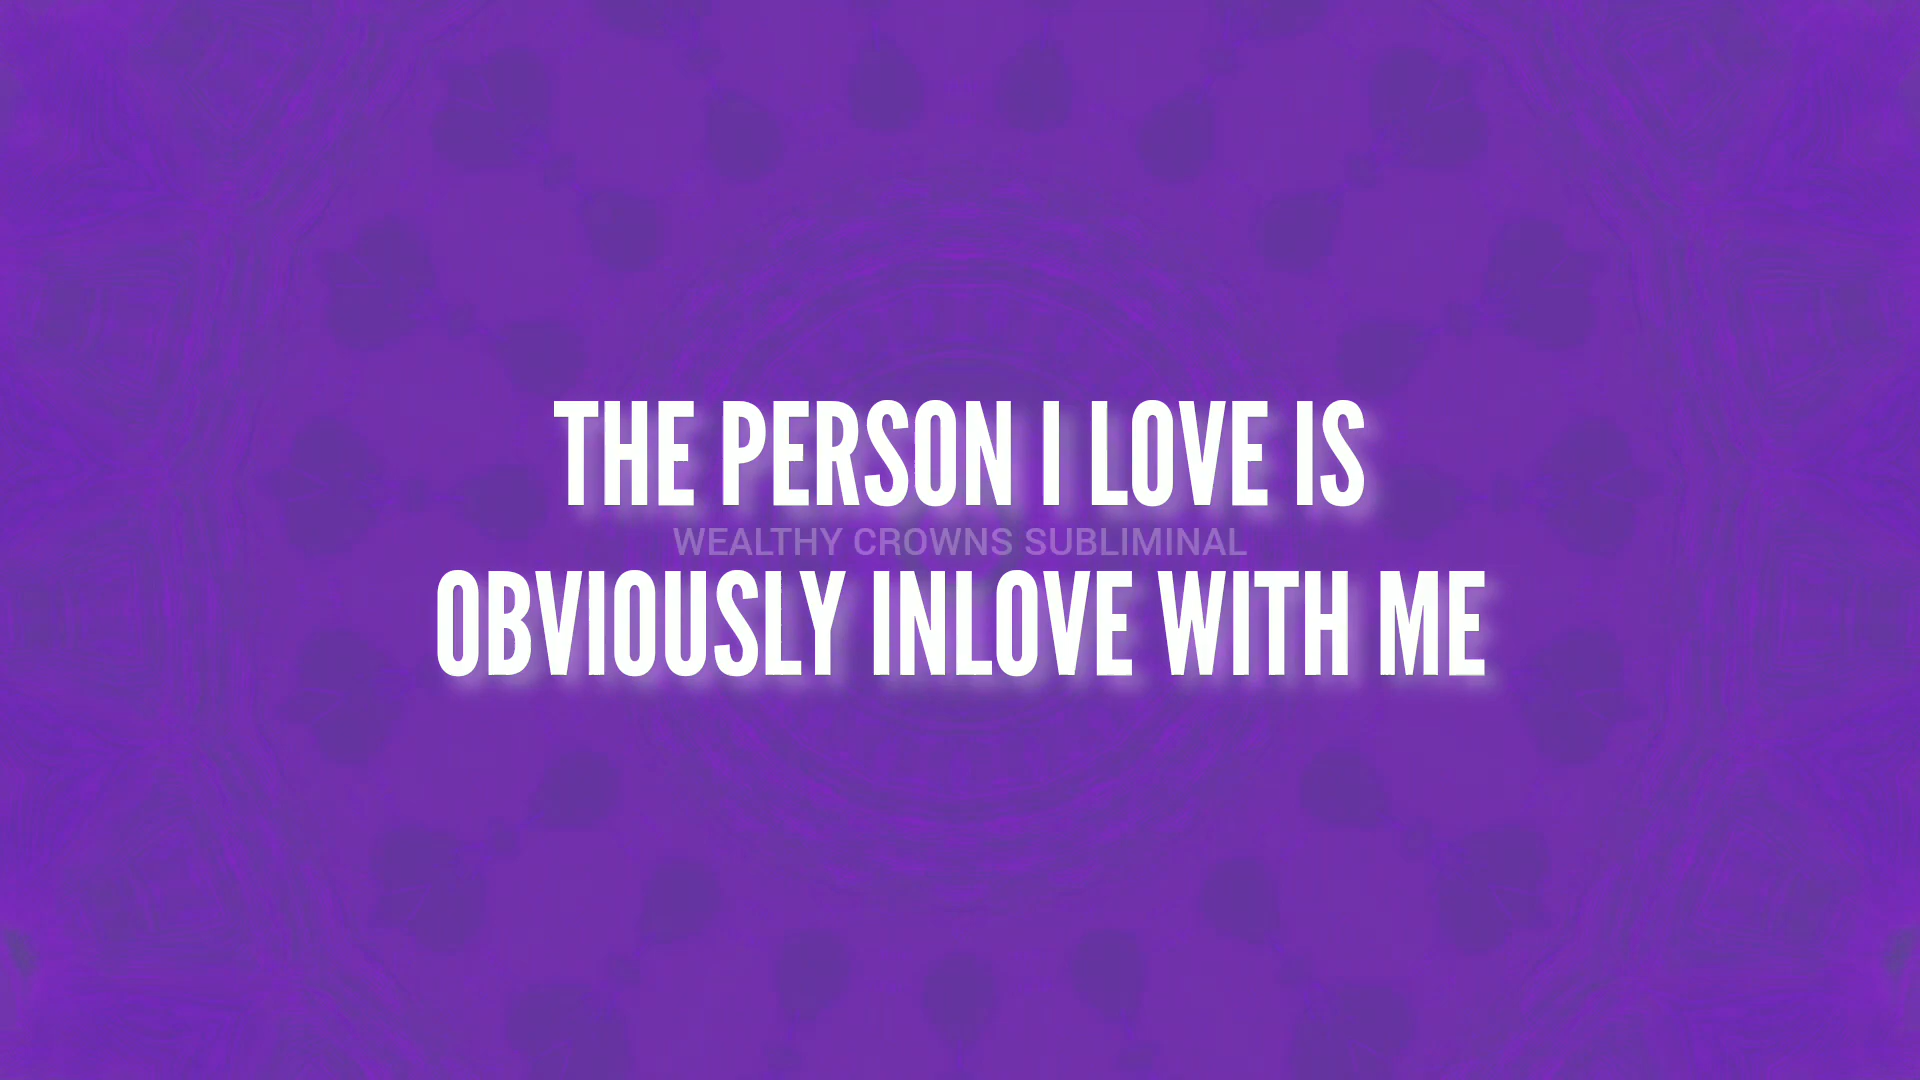 THE PERSON I LOVE IS
WEALTHY CROWNS SUBLIMINAL
OBVIOUSLY INLOVE WITH ME